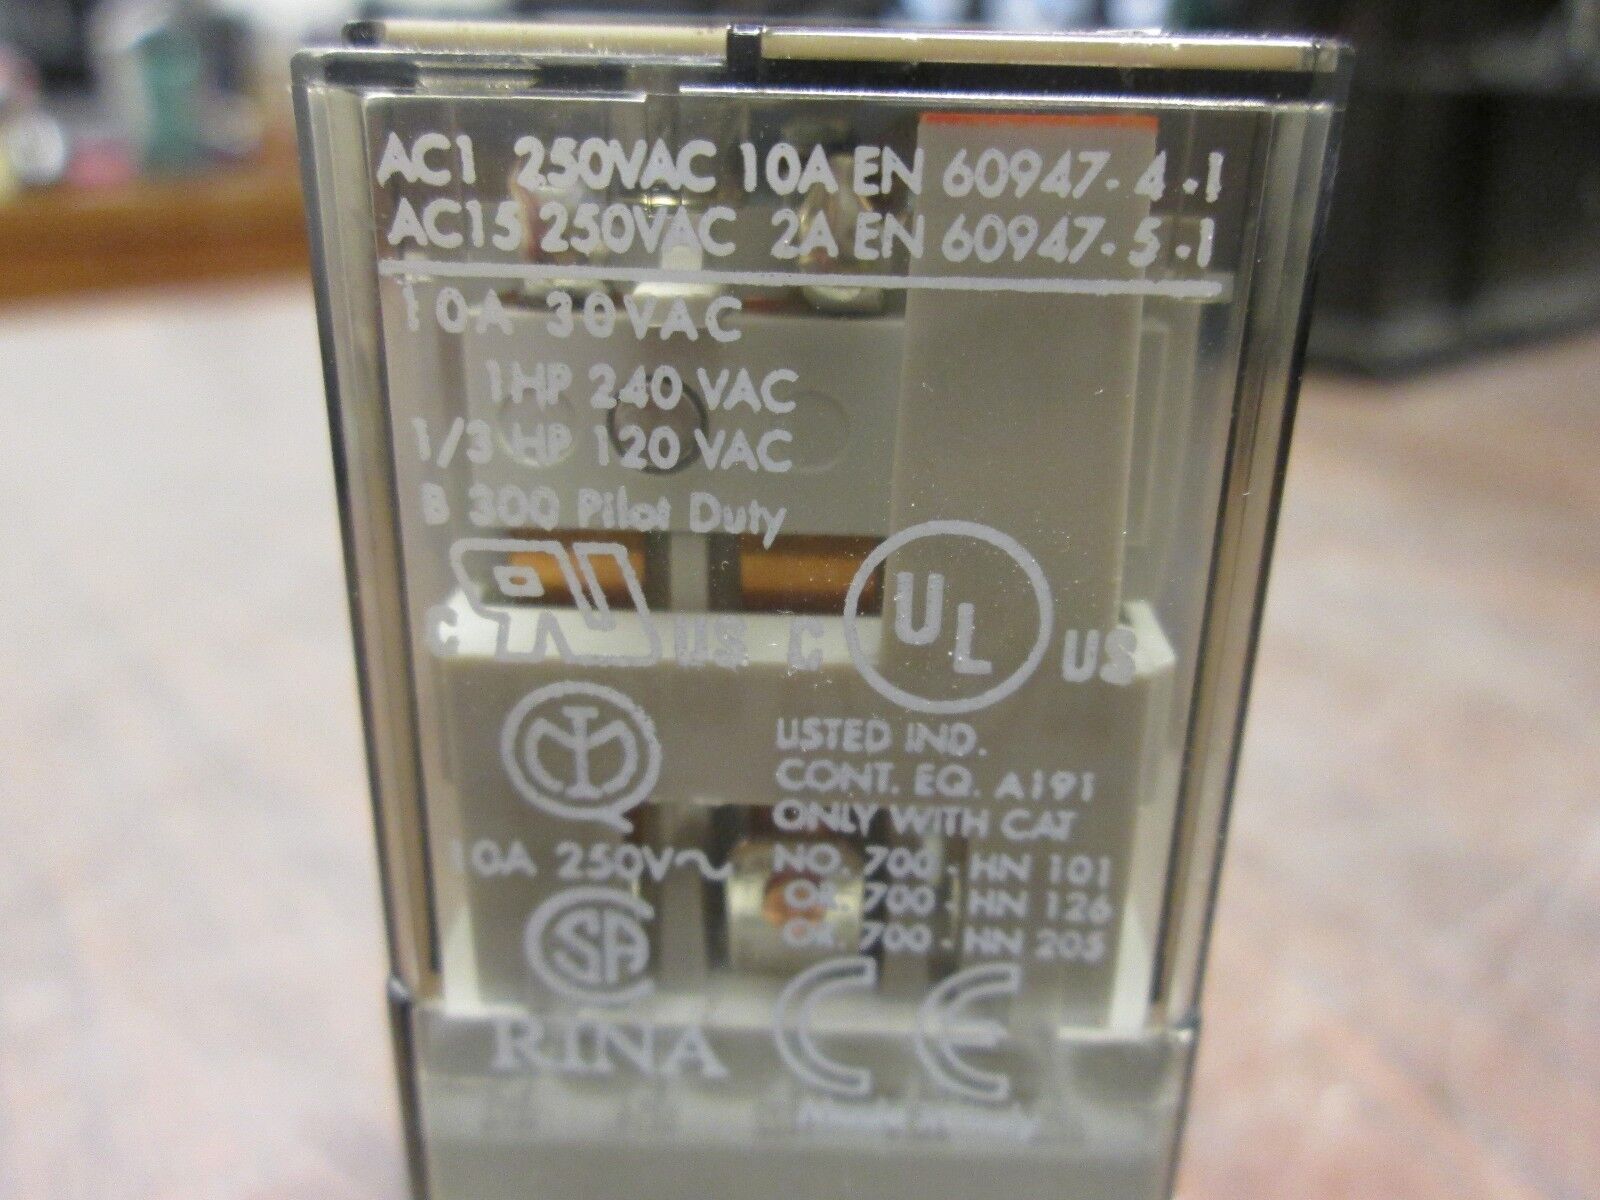 AC1 250VAC 10A EN 60947-4-1
AC15 250VAC 2A EN 60947-5-1
10A 30VAC
1HP 240 VAC
1/3 HP 120 VAC
B 300 Pilot Duty
C RU US C UL US
LISTED IND.
CONT. EQ. A191
ONLY WITH CAT
NO. 700-HN 101
OR. 700-HN 126
OR. 700-HN 205
10A 250V~
CSA
RINA CE